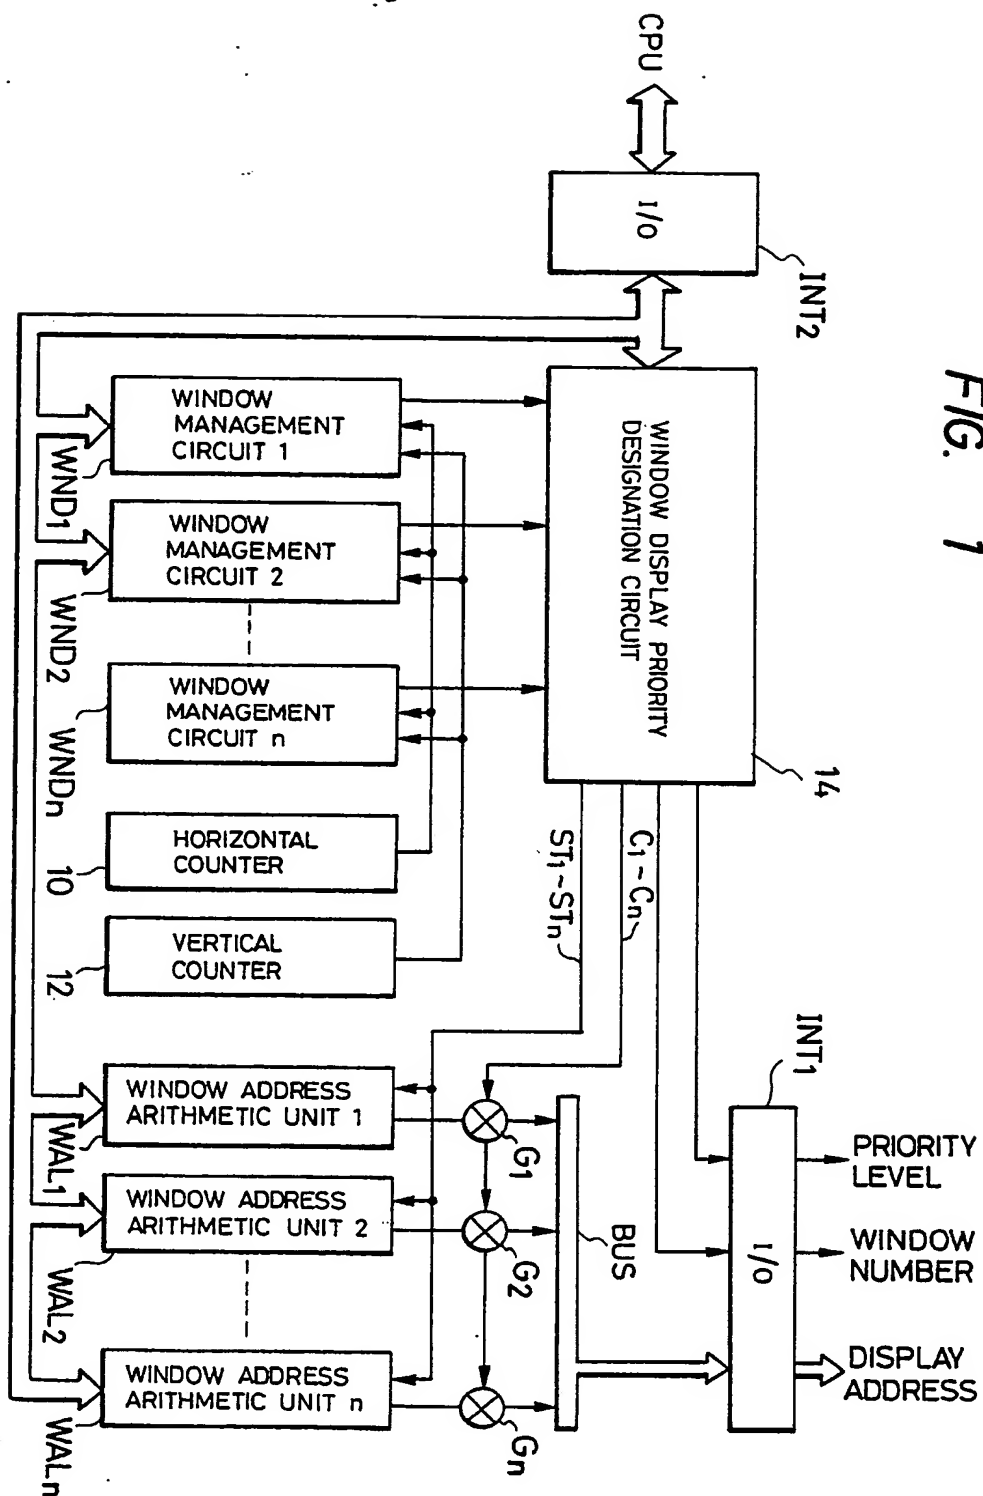 FIG. 1
CPU
I/O
INT2
WINDOW DISPLAY PRIORITY
DESIGNATION CIRCUIT
14
WINDOW
MANAGEMENT
CIRCUIT 1
WND1
WINDOW
MANAGEMENT
CIRCUIT 2
WND2
WINDOW
MANAGEMENT
CIRCUIT n
WNDn
HORIZONTAL
COUNTER
10
VERTICAL
COUNTER
12
ST1~STn
C1~Cn
INT1
I/O
PRIORITY
LEVEL
WINDOW
NUMBER
DISPLAY
ADDRESS
BUS
WINDOW ADDRESS
ARITHMETIC UNIT 1
WAL1
G1
WINDOW ADDRESS
ARITHMETIC UNIT 2
WAL2
G2
WINDOW ADDRESS
ARITHMETIC UNIT n
WALn
Gn